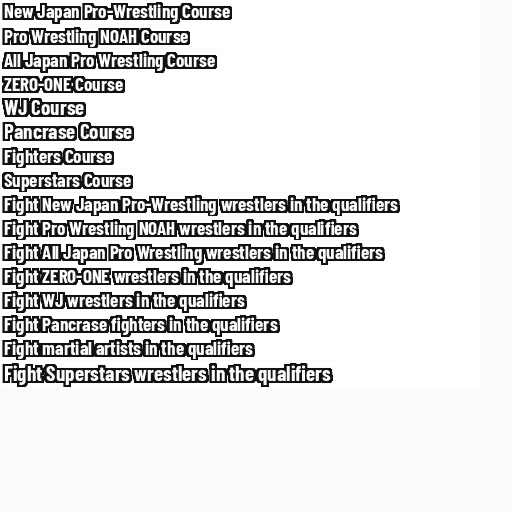 New Japan Pro-Wrestling Course
Pro Wrestling NOAH Course
All Japan Pro Wrestling Course
ZERO-ONE Course
WJ Course
Pancrase Course
Fighters Course
Superstars Course
Fight New Japan Pro-Wrestling wrestlers in the qualifiers
Fight Pro Wrestling NOAH wrestlers in the qualifiers
Fight All Japan Pro Wrestling wrestlers in the qualifiers
Fight ZERO-ONE wrestlers in the qualifiers
Fight WJ wrestlers in the qualifiers
Fight Pancrase fighters in the qualifiers
Fight martial artists in the qualifiers
Fight Superstars wrestlers in the qualifiers